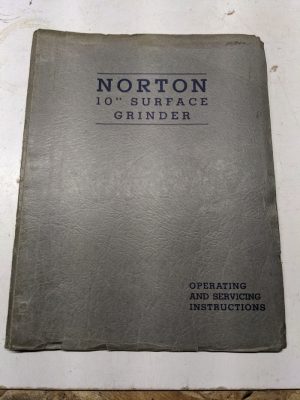 NORTON
10" SURFACE
GRINDER
OPERATING
AND SERVICING
INSTRUCTIONS